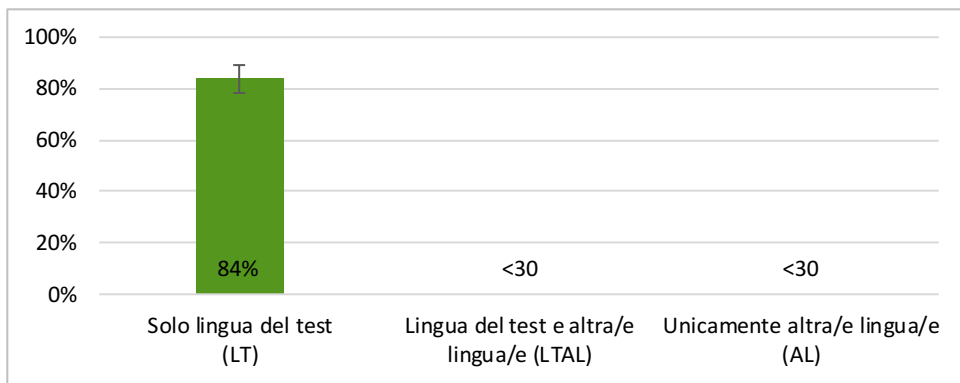 100%
80%
60%
40%
20%
0%
84%
<30
<30
Solo lingua del test
(LT)
Lingua del test e altra/e
lingua/e (LTAL)
Unicamente altra/e lingua/e
(AL)